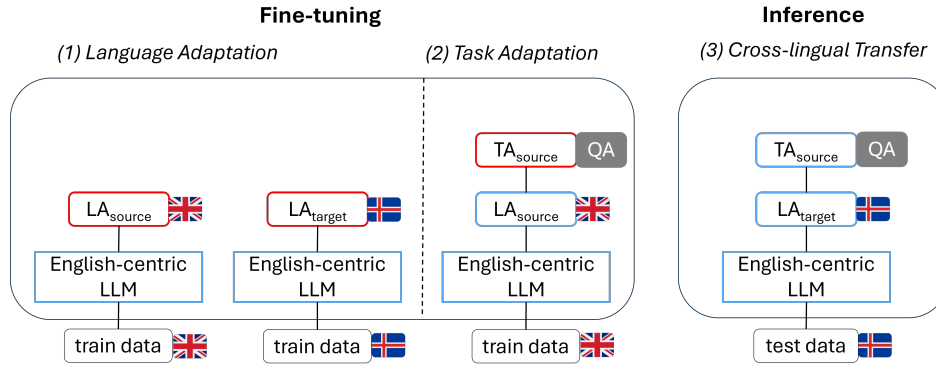 Fine-tuning
Inference
(1) Language Adaptation
(2) Task Adaptation
(3) Cross-lingual Transfer
TAsource
QA
TAsource
QA
LAsource
LAtarget
LAsource
LAtarget
English-centric
LLM
English-centric
LLM
English-centric
LLM
English-centric
LLM
train data
train data
train data
test data